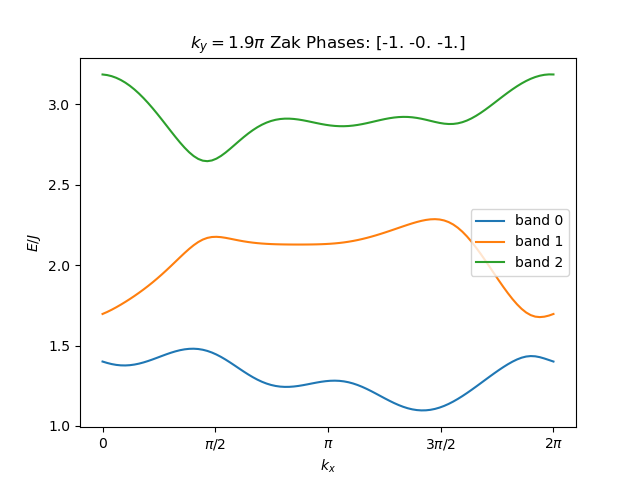 $k_y = 1.9\pi$ Zak Phases: [-1. -0. -1.]
E/J
3.0
2.5
2.0
1.5
1.0
band 0
band 1
band 2
0
π/2
π
3π/2
2π
$k_x$